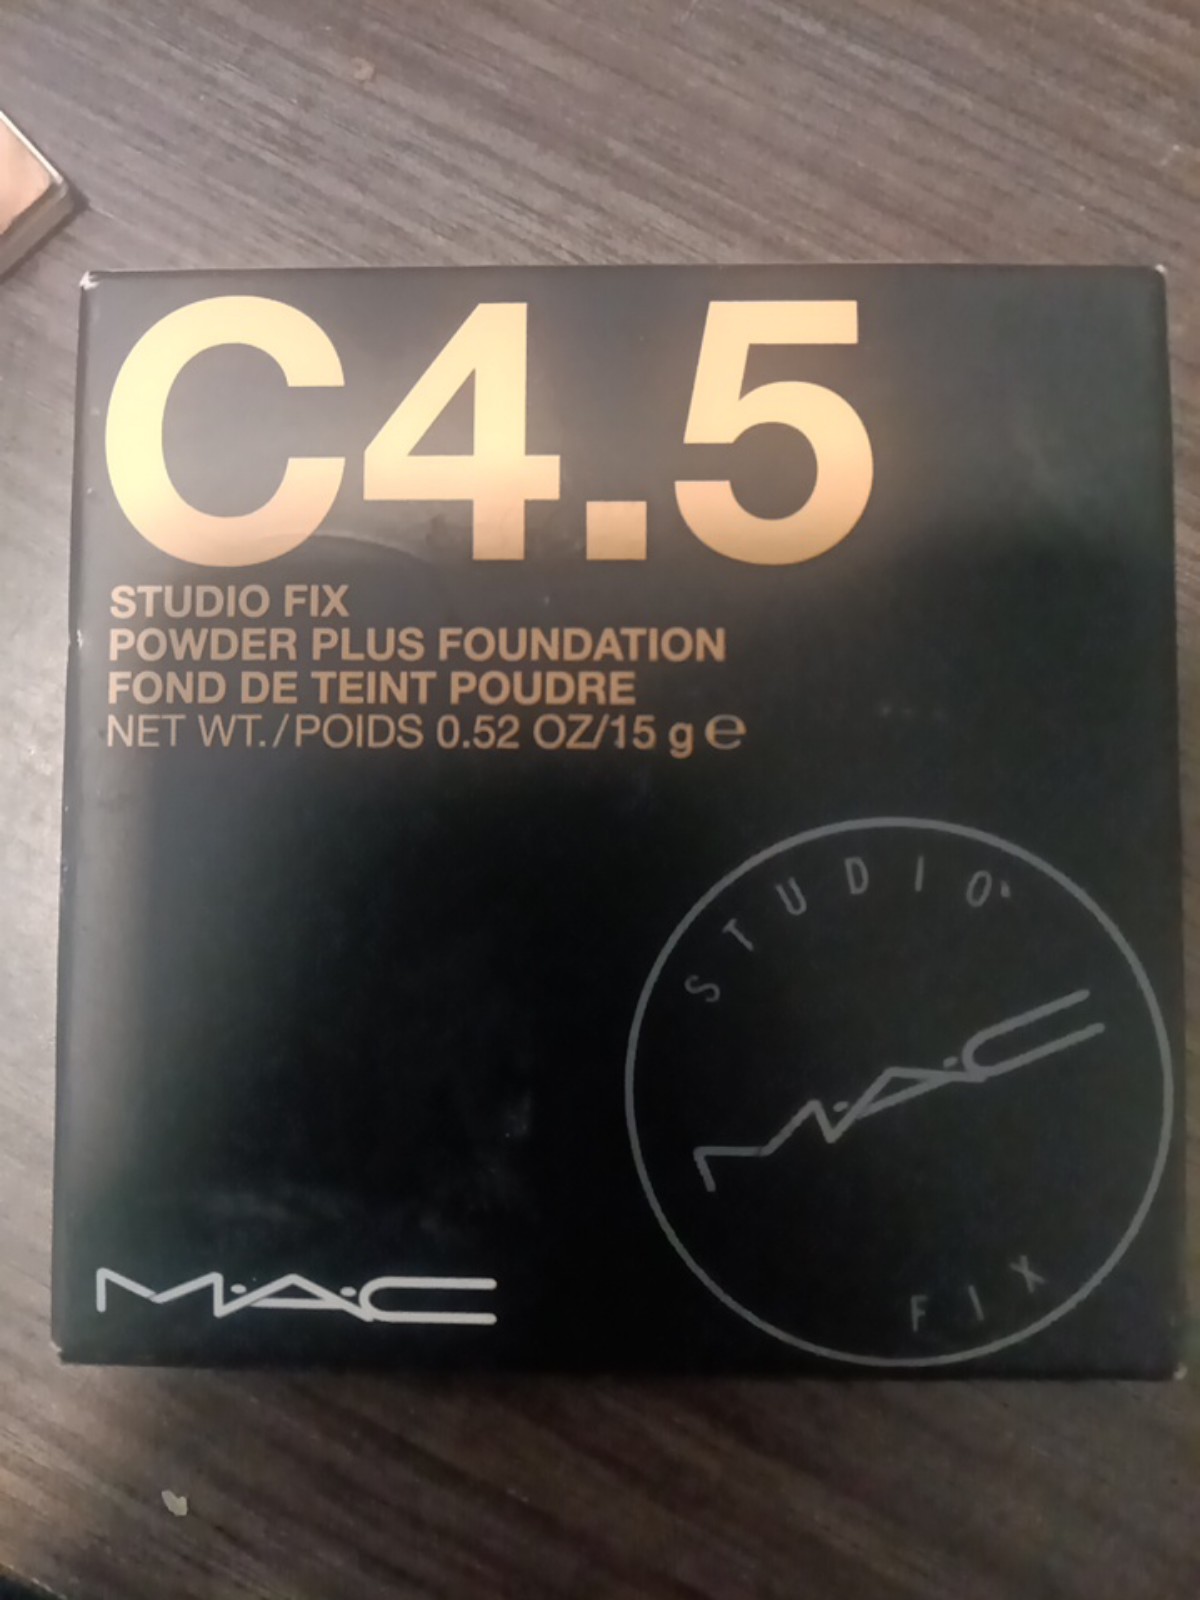 C4.5
STUDIO FIX
POWDER PLUS FOUNDATION
FOND DE TEINT POUDRE
NET WT./POIDS 0.52 OZ/15 g ℮
STUDIO
M·A·C
FIX
M·A·C